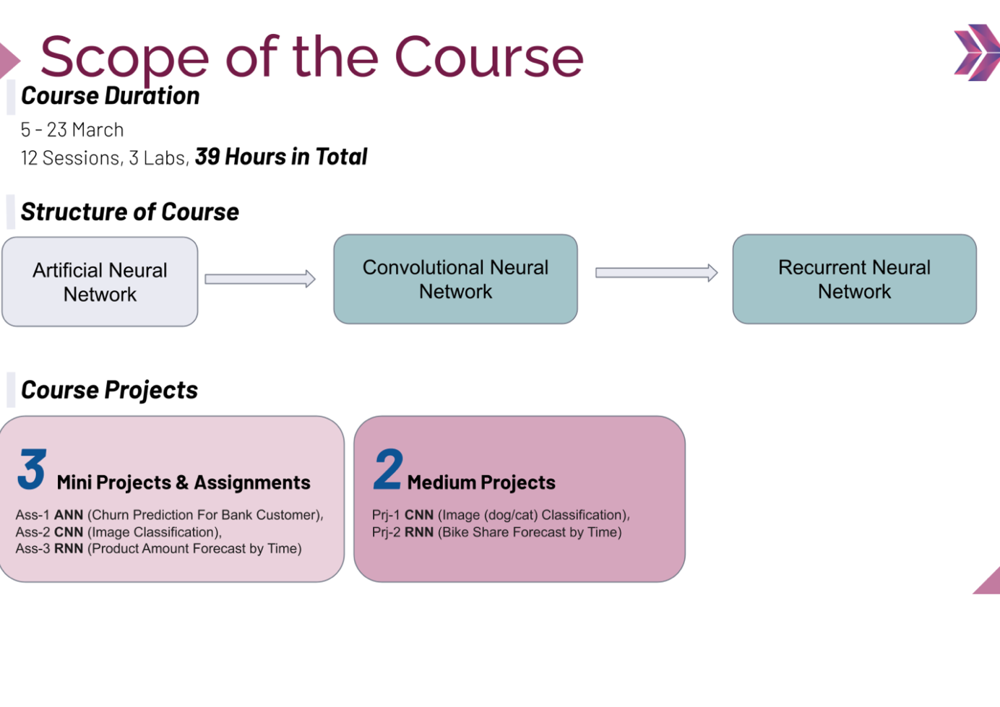 Scope of the Course
Course Duration
5 - 23 March
12 Sessions, 3 Labs, 39 Hours in Total
Structure of Course
Artificial Neural
Network
Convolutional Neural
Network
Recurrent Neural
Network
Course Projects
3 Mini Projects & Assignments
Ass-1 ANN (Churn Prediction For Bank Customer),
Ass-2 CNN (Image Classification),
Ass-3 RNN (Product Amount Forecast by Time)
2 Medium Projects
Prj-1 CNN (Image (dog/cat) Classification),
Prj-2 RNN (Bike Share Forecast by Time)